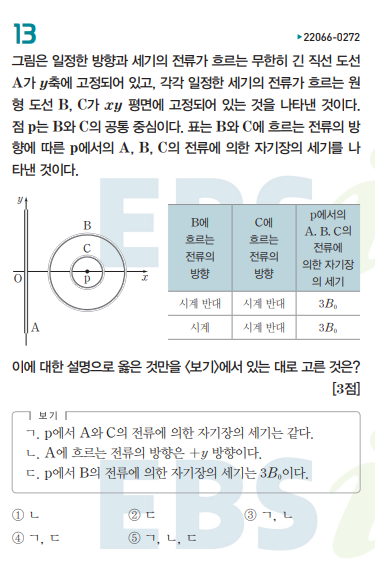 13
▶22066-0272
그림은 일정한 방향과 세기의 전류가 흐르는 무한히 긴 직선 도선
A가 y축에 고정되어 있고, 각각 일정한 세기의 전류가 흐르는 원
형 도선 B, C가 xy 평면에 고정되어 있는 것을 나타낸 것이다.
점 p는 B와 C의 공통 중심이다. 표는 B와 C에 흐르는 전류의 방
향에 따른 p에서의 A, B, C의 전류에 의한 자기장의 세기를 나
타낸 것이다.
y
B
C
O
p
x
A
B에 흐르는 전류의 방향
C에 흐르는 전류의 방향
p에서의 A, B, C의 전류에 의한 자기장의 세기
시계 반대 시계 반대 3B₀
시계 시계 반대 3B₀
이에 대한 설명으로 옳은 것만을 〈보기〉에서 있는 대로 고른 것은?
[3점]
보기
ㄱ. p에서 A와 C의 전류에 의한 자기장의 세기는 같다.
ㄴ. A에 흐르는 전류의 방향은 +y 방향이다.
ㄷ. p에서 B의 전류에 의한 자기장의 세기는 3B₀이다.
① ㄴ ② ㄷ ③ ㄱ, ㄴ
④ ㄱ, ㄷ ⑤ ㄱ, ㄴ, ㄷ
EBS i
EBS i